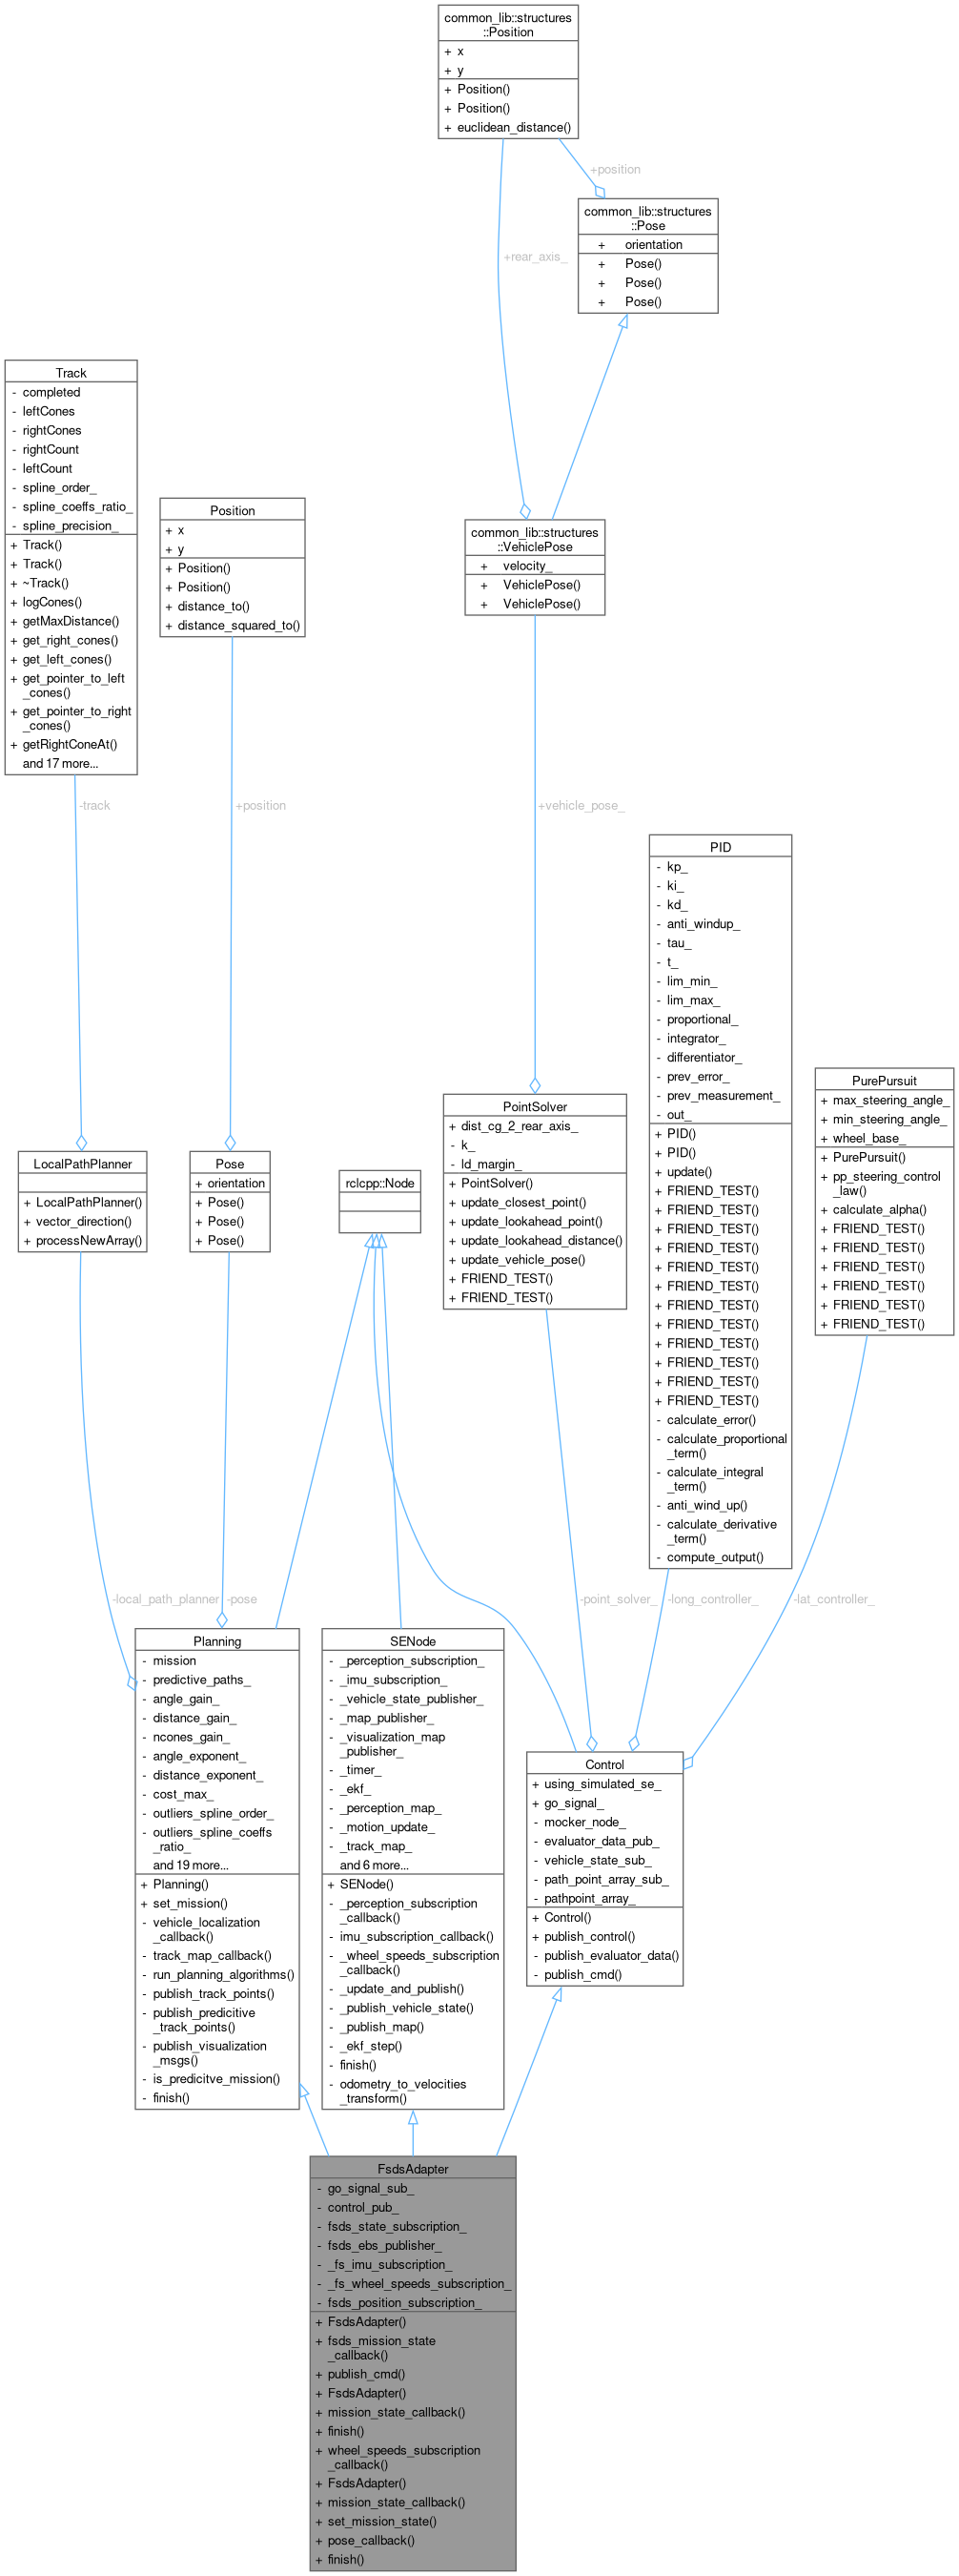 common_lib::structures
::Position
+ x
+ y
+ Position()
+ Position()
+ euclidean_distance()
+position
common_lib::structures
::Pose
+ orientation
+ Pose()
+ Pose()
+ Pose()
+rear_axis_
Track
- completed
- leftCones
- rightCones
- rightCount
- leftCount
- spline_order_
- spline_coeffs_ratio_
- spline_precision_
+ Track()
+ Track()
+ ~Track()
+ logCones()
+ getMaxDistance()
+ get_right_cones()
+ get_left_cones()
+ get_pointer_to_left
_cones()
+ get_pointer_to_right
_cones()
+ getRightConeAt()
and 17 more...
Position
+ x
+ y
+ Position()
+ Position()
+ distance_to()
+ distance_squared_to()
common_lib::structures
::VehiclePose
+ velocity_
+ VehiclePose()
+ VehiclePose()
-track
+position
+vehicle_pose_
PID
- kp_
- ki_
- kd_
- anti_windup_
- tau_
- t_
- lim_min_
- lim_max_
- proportional_
- integrator_
- differentiator_
- prev_error_
- prev_measurement_
- out_
+ PID()
+ PID()
+ update()
+ FRIEND_TEST()
+ FRIEND_TEST()
+ FRIEND_TEST()
+ FRIEND_TEST()
+ FRIEND_TEST()
+ FRIEND_TEST()
+ FRIEND_TEST()
+ FRIEND_TEST()
+ FRIEND_TEST()
+ FRIEND_TEST()
+ FRIEND_TEST()
+ FRIEND_TEST()
- calculate_error()
- calculate_proportional
_term()
- calculate_integral
_term()
- anti_wind_up()
- calculate_derivative
_term()
- compute_output()
PurePursuit
+ max_steering_angle_
+ min_steering_angle_
+ wheel_base_
+ PurePursuit()
+ pp_steering_control
_law()
+ calculate_alpha()
+ FRIEND_TEST()
+ FRIEND_TEST()
+ FRIEND_TEST()
+ FRIEND_TEST()
+ FRIEND_TEST()
+ FRIEND_TEST()
PointSolver
+ dist_cg_2_rear_axis_
- k_
- ld_margin_
+ PointSolver()
+ update_closest_point()
+ update_lookahead_point()
+ update_lookahead_distance()
+ update_vehicle_pose()
+ FRIEND_TEST()
+ FRIEND_TEST()
LocalPathPlanner
+ LocalPathPlanner()
+ vector_direction()
+ processNewArray()
Pose
+ orientation
+ Pose()
+ Pose()
+ Pose()
rclcpp::Node
-local_path_planner
-pose
-point_solver_
-long_controller_
-lat_controller_
Planning
- mission
- predictive_paths_
- angle_gain_
- distance_gain_
- ncones_gain_
- angle_exponent_
- distance_exponent_
- cost_max_
- outliers_spline_order_
- outliers_spline_coeffs
_ratio_
and 19 more...
+ Planning()
+ set_mission()
- vehicle_localization
_callback()
- track_map_callback()
- run_planning_algorithms()
- publish_track_points()
- publish_predicitive
_track_points()
- publish_visualization
_msgs()
- is_predicitve_mission()
- finish()
SENode
- _perception_subscription_
- _imu_subscription_
- _vehicle_state_publisher_
- _map_publisher_
- _visualization_map
_publisher_
- _timer_
- _ekf_
- _perception_map_
- _motion_update_
- _track_map_
and 6 more...
+ SENode()
- _perception_subscription
_callback()
- imu_subscription_callback()
- _wheel_speeds_subscription
_callback()
- _update_and_publish()
- _publish_vehicle_state()
- _publish_map()
- _ekf_step()
- finish()
- odometry_to_velocities
_transform()
Control
+ using_simulated_se_
+ go_signal_
- mocker_node_
- evaluator_data_pub_
- vehicle_state_sub_
- path_point_array_sub_
- pathpoint_array_
+ Control()
+ publish_control()
- publish_evaluator_data()
- publish_cmd()
FsdsAdapter
- go_signal_sub_
- control_pub_
- fsds_state_subscription_
- fsds_ebs_publisher_
- _fs_imu_subscription_
- _fs_wheel_speeds_subscription_
- fsds_position_subscription_
+ FsdsAdapter()
+ fsds_mission_state
_callback()
+ publish_cmd()
+ FsdsAdapter()
+ mission_state_callback()
+ finish()
+ wheel_speeds_subscription
_callback()
+ FsdsAdapter()
+ mission_state_callback()
+ set_mission_state()
+ pose_callback()
+ finish()